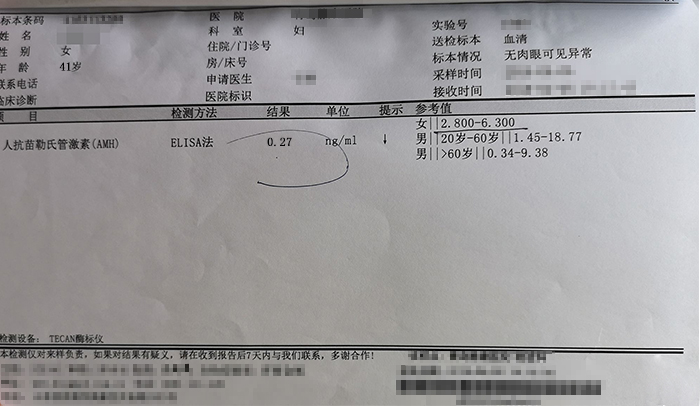 标本条码
姓 名
性 别 女
年 龄 41岁
联系电话
临床诊断
医 院
科 室 妇
住院/门诊号
房/床号
申请医生
医院标识
实验号
送检标本 血清
标本情况 无肉眼可见异常
采样时间
接收时间
项 目 检测方法 结果 单位 提示 参考值
人抗苗勒氏管激素(AMH) ELISA法 0.27 ng/ml ↓ 女||2.800-6.300
男||20岁-60岁||1.45-18.77
男||>60岁||0.34-9.38
检测设备: TECAN酶标仪
本检测仅对来样负责，如果对结果有疑义，请在收到报告后7天内与我们联系，多谢合作!